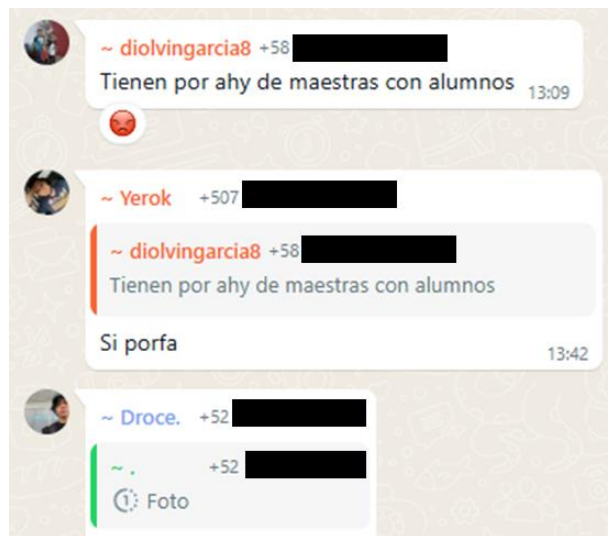 ~ diolvingarcia8 +58
Tienen por ahy de maestras con alumnos 13:09
~ Yerok +507
~ diolvingarcia8 +58
Tienen por ahy de maestras con alumnos
Si porfa
13:42
~ Droce. +52
~ . +52
1 Foto